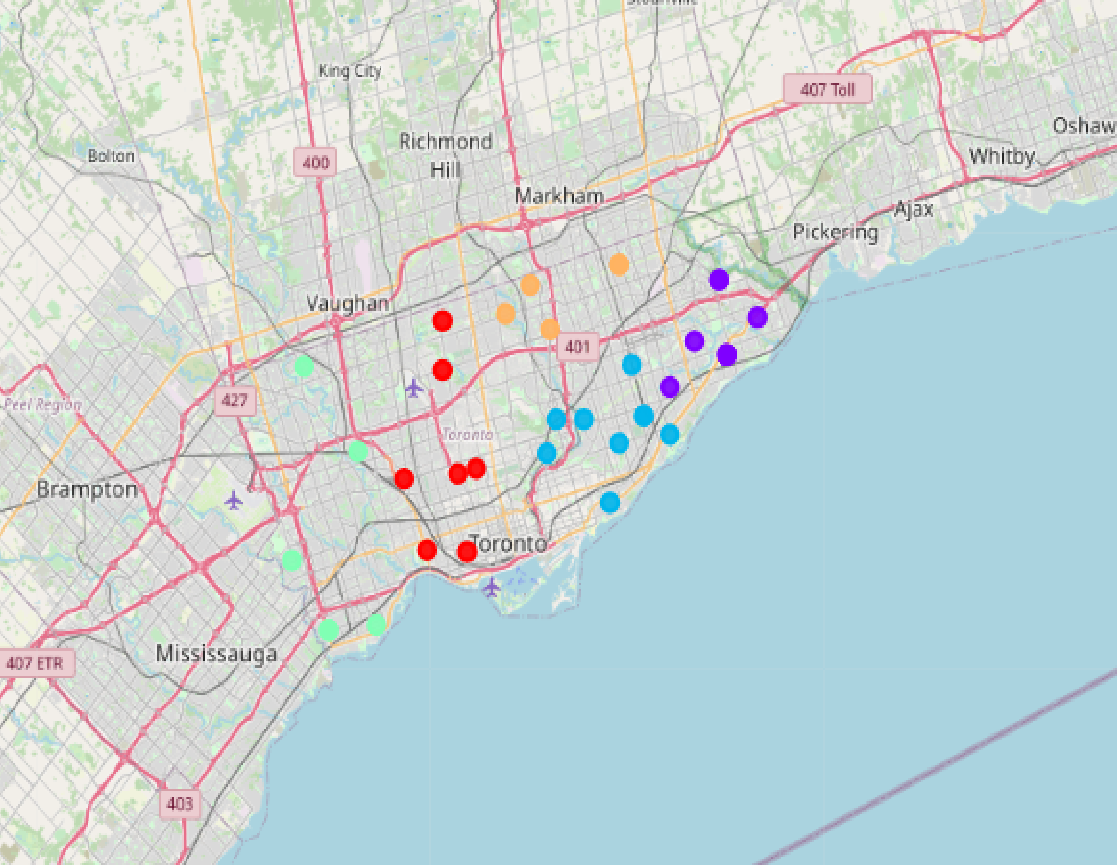 Stouffville
King City
407 Toll
Oshaw
Richmond
Hill
Bolton
400
Whitby
Markham
Ajax
Pickering
Vaughan
401
427
Peel Region
Toronto
Brampton
Toronto
Mississauga
407 ETR
403